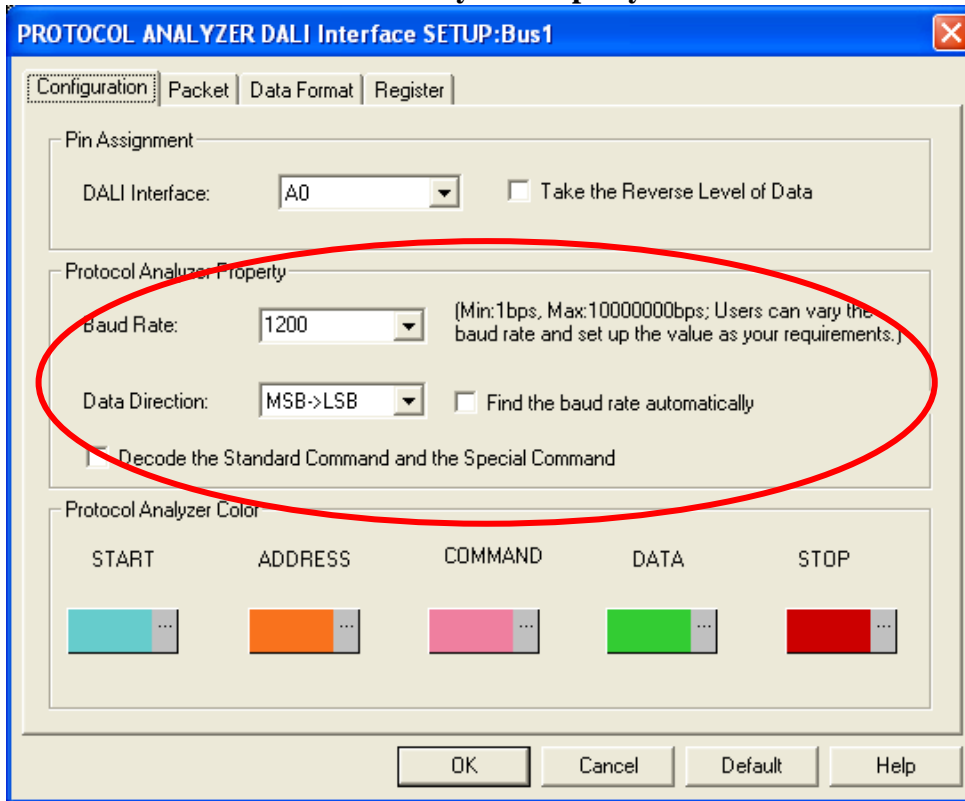 PROTOCOL ANALYZER DALI Interface SETUP:Bus1
Configuration Packet Data Format Register
Pin Assignment
DALI Interface: A0 Take the Reverse Level of Data
Protocol Analyzer Property
Baud Rate: 1200 (Min:1bps, Max:10000000bps; Users can vary the
baud rate and set up the value as your requirements.)
Data Direction: MSB->LSB Find the baud rate automatically
Decode the Standard Command and the Special Command
Protocol Analyzer Color
START ADDRESS COMMAND DATA STOP
... ... ... ... ...
OK Cancel Default Help